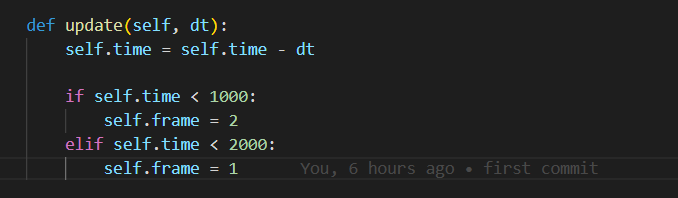 def update(self, dt):
self.time = self.time - dt
if self.time < 1000:
self.frame = 2
elif self.time < 2000:
self.frame = 1 You, 6 hours ago • first commit